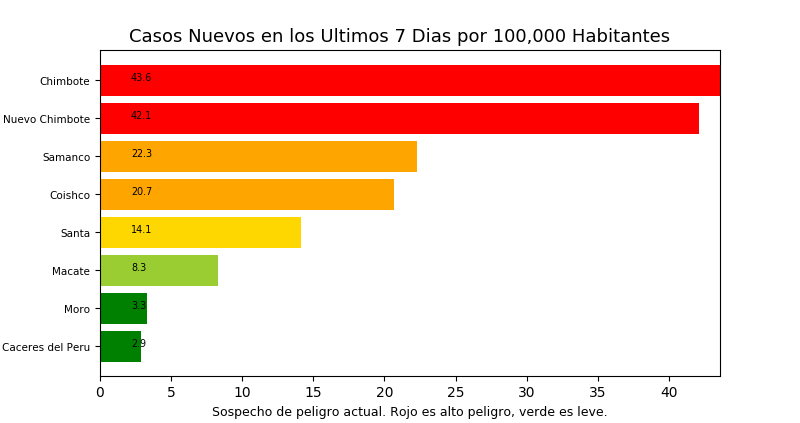 Casos Nuevos en los Ultimos 7 Dias por 100,000 Habitantes
Chimbote 43.6
Nuevo Chimbote 42.1
Samanco 22.3
Coishco 20.7
Santa 14.1
Macate 8.3
Moro 3.3
Caceres del Peru 2.9
0 5 10 15 20 25 30 35 40
Sospecho de peligro actual. Rojo es alto peligro, verde es leve.